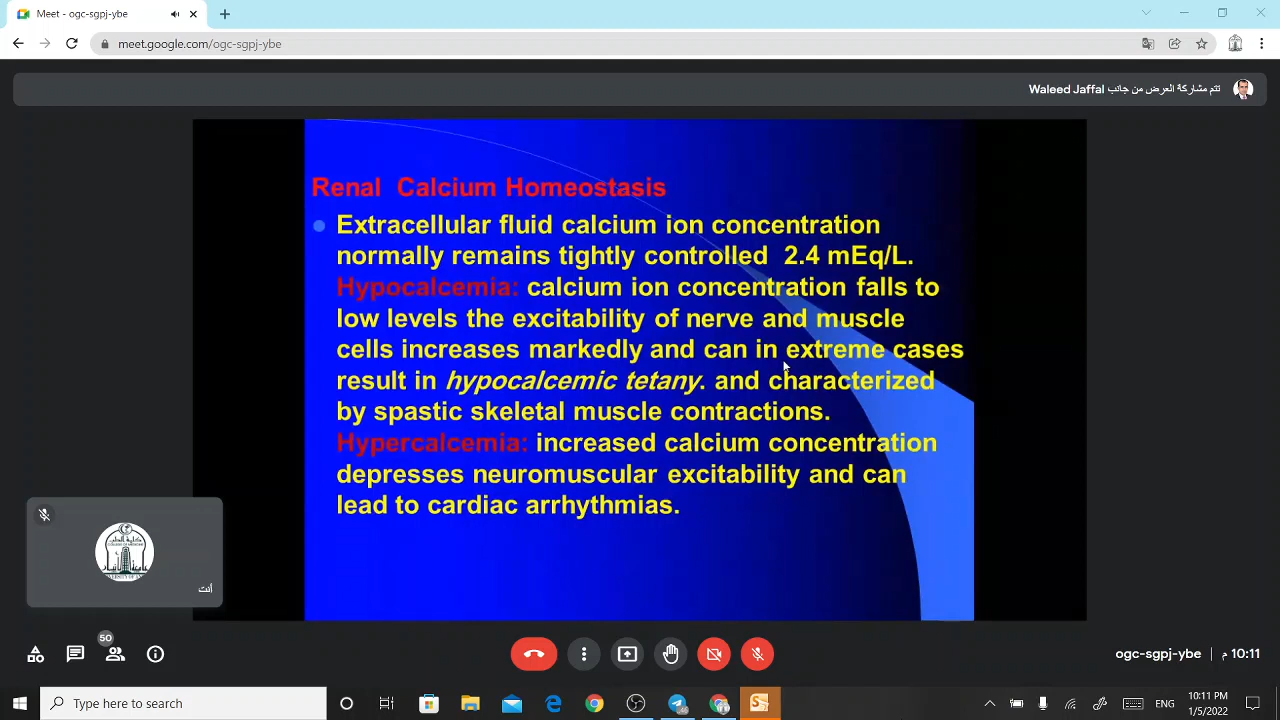 Meet - ogc-sgpj-ybe
meet.google.com/ogc-sgpj-ybe
تتم مشاركة العرض من جانب Waleed Jaffal
Renal Calcium Homeostasis
Extracellular fluid calcium ion concentration
normally remains tightly controlled 2.4 mEq/L.
Hypocalcemia: calcium ion concentration falls to
low levels the excitability of nerve and muscle
cells increases markedly and can in extreme cases
result in hypocalcemic tetany. and characterized
by spastic skeletal muscle contractions.
Hypercalcemia: increased calcium concentration
depresses neuromuscular excitability and can
lead to cardiac arrhythmias.
أنت
50
ogc-sgpj-ybe
10:11 م
Type here to search
ENG
10:11 PM
1/5/2022